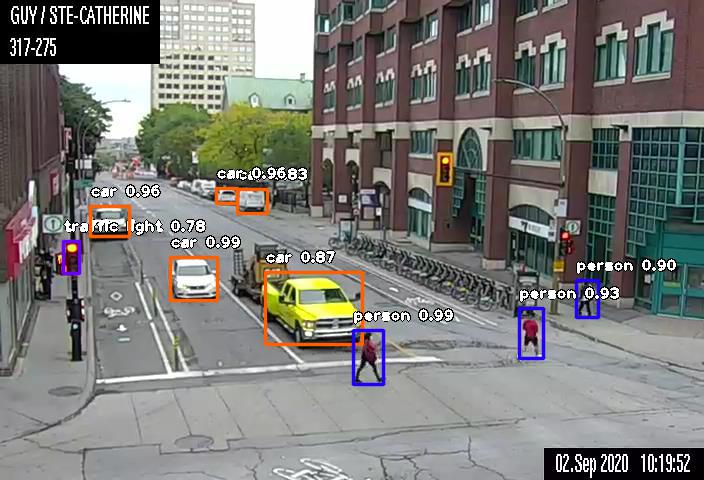 GUY / STE-CATHERINE
317-275
car 0.96
car 0.83
car 0.96
traffic light 0.78
car 0.99
car 0.87
person 0.90
person 0.93
person 0.99
02.Sep 2020 10:19:52